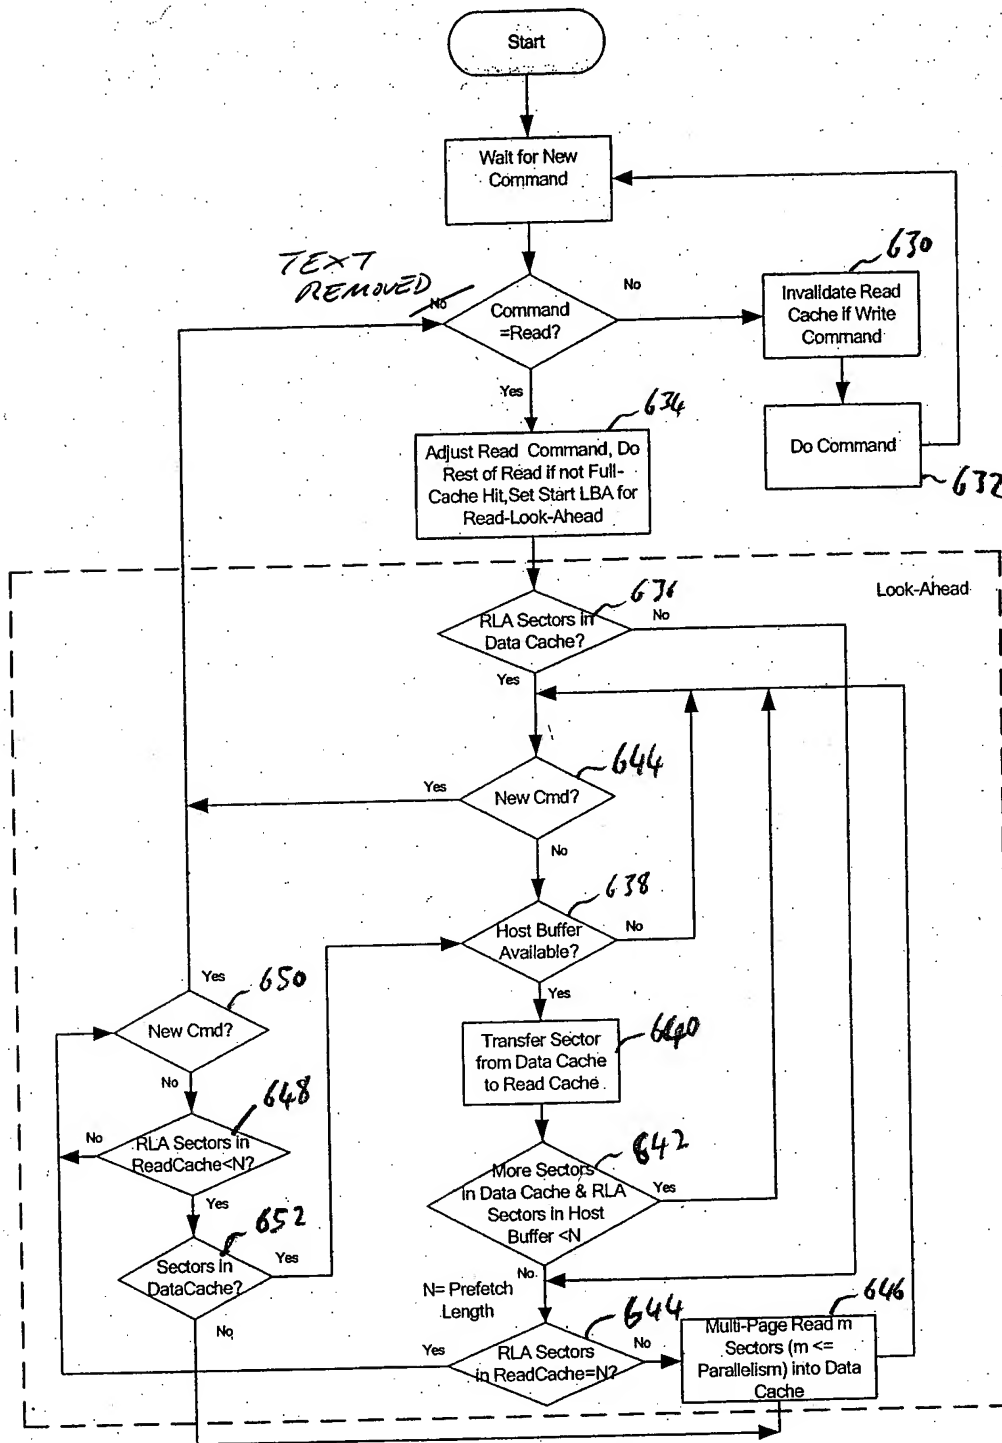 Start
Wait for New
Command
TEXT
REMOVED
No
Command
=Read?
No
630
Invalidate Read
Cache if Write
Command
Yes
634
Do Command
632
Adjust Read Command, Do
Rest of Read if not Full-
Cache Hit,Set Start LBA for
Read-Look-Ahead
Look-Ahead
636
RLA Sectors in
Data Cache?
No
Yes
644
Yes
New Cmd?
No
638
Host Buffer
Available?
No
Yes
Yes
650
New Cmd?
640
Transfer Sector
from Data Cache
to Read Cache
No
648
No
RLA Sectors in
ReadCache<N?
642
More Sectors
in Data Cache & RLA
Sectors in Host
Buffer <N
Yes
Yes
652
Sectors in
DataCache?
Yes
No
N= Prefetch
Length
No
644
646
Yes
RLA Sectors
in ReadCache=N?
No
Multi-Page Read m
Sectors (m <=
Parallelism) into Data
Cache